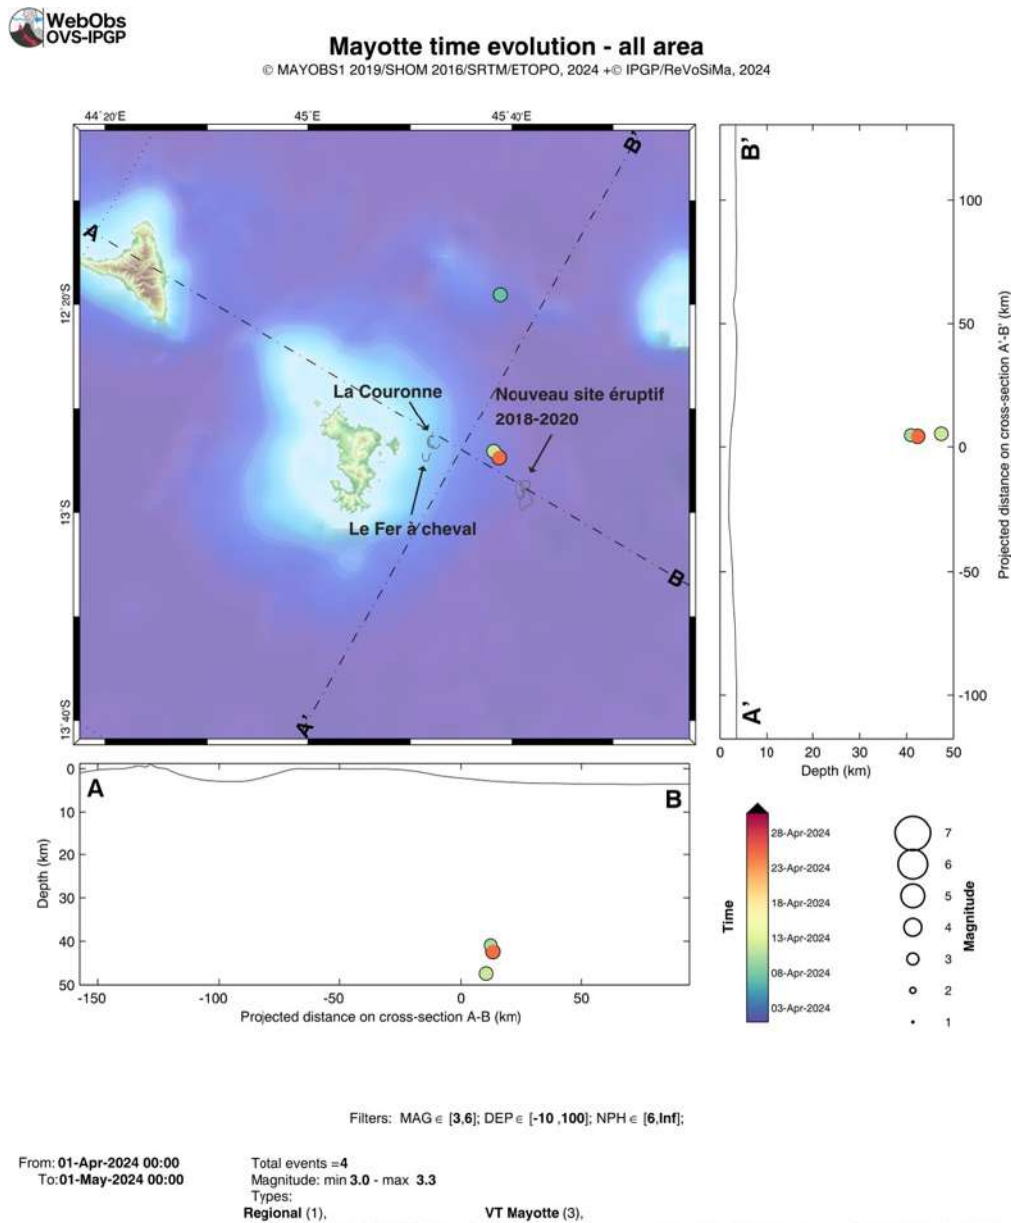 WebObs
OVS-IPGP
Mayotte time evolution - all area
© MAYOBS1 2019/SHOM 2016/SRTM/ETOPO, 2024 +© IPGP/ReVoSiMa, 2024
44°20'E
45°E
45°40'E
12°20'S
13°S
13°40'S
A
B'
La Couronne
Nouveau site éruptif
2018-2020
Le Fer à cheval
B
A'
B'
100
50
0
-50
-100
Projected distance on cross-section A'-B' (km)
A'
0 10 20 30 40 50
Depth (km)
A
B
0
10
20
30
40
50
Depth (km)
-150 -100 -50 0 50
Projected distance on cross-section A-B (km)
Time
28-Apr-2024
23-Apr-2024
18-Apr-2024
13-Apr-2024
08-Apr-2024
03-Apr-2024
7
6
5
4
3
2
1
Magnitude
Filters: MAG ∈ [3,6]; DEP ∈ [-10 ,100]; NPH ∈ [6,Inf];
From: 01-Apr-2024 00:00
To:01-May-2024 00:00
Total events =4
Magnitude: min 3.0 - max 3.3
Types:
Regional (1), VT Mayotte (3),